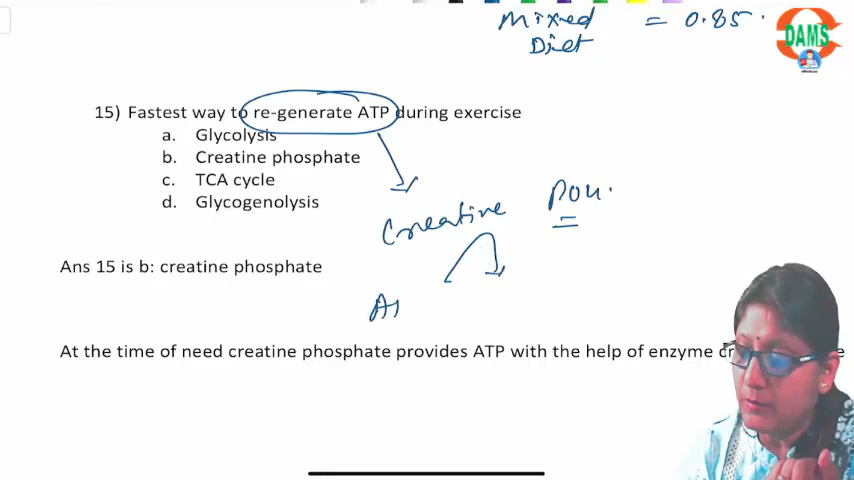 Mixed = 0.85.
Diet
DAMS
15) Fastest way to re-generate ATP during exercise
a. Glycolysis
b. Creatine phosphate
c. TCA cycle
d. Glycogenolysis
Creatine
Ans 15 is b: creatine phosphate
At the time of need creatine phosphate provides ATP with the help of enzyme